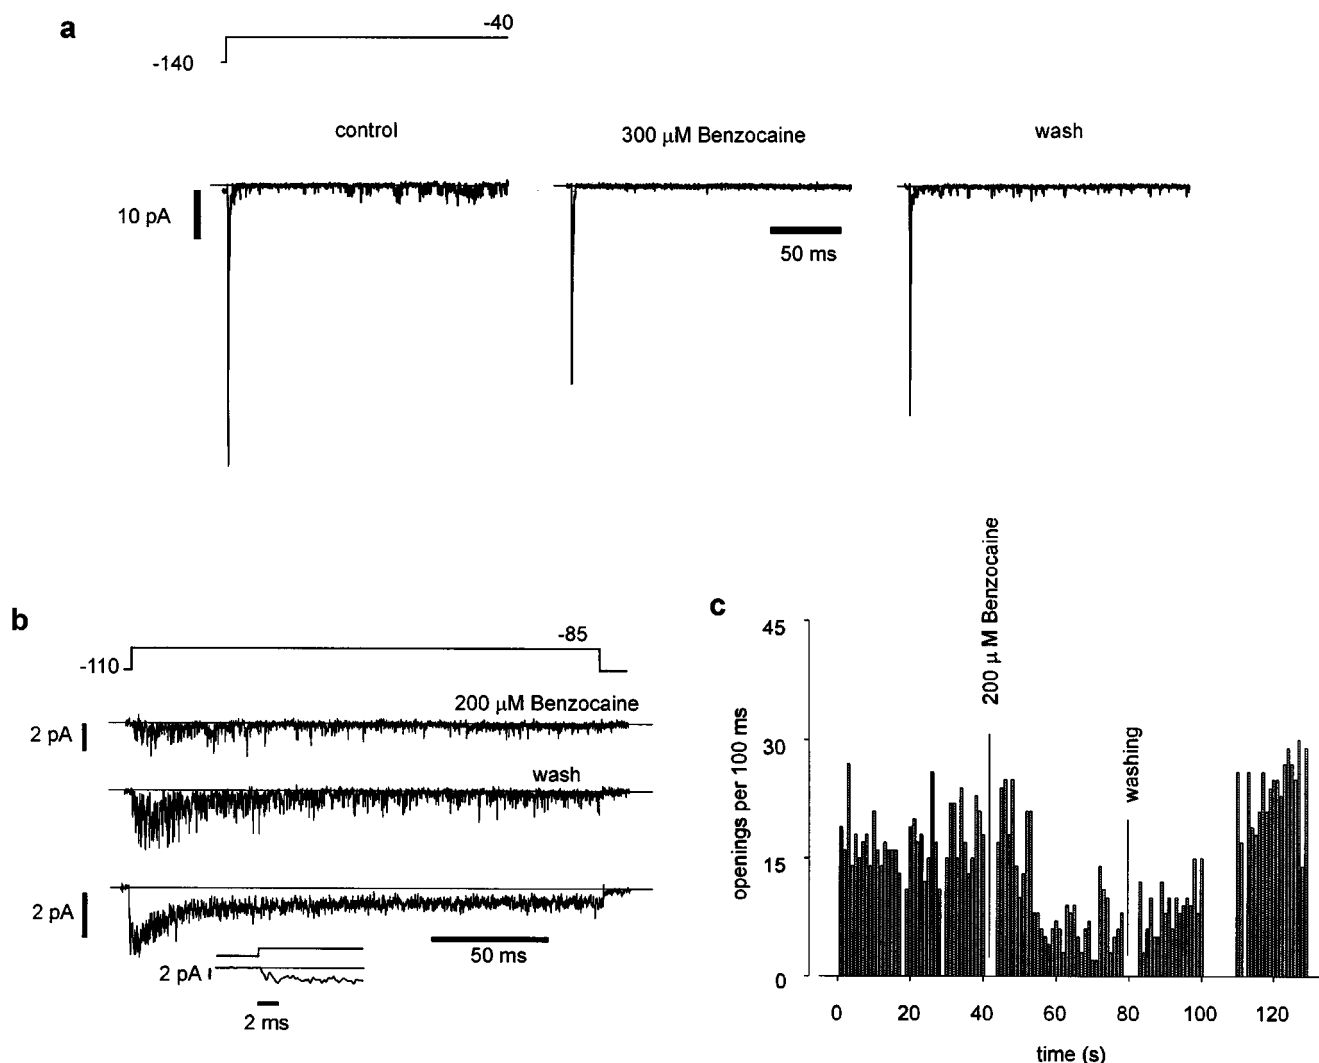 a
-40
-140
control
300 μM Benzocaine
wash
10 pA
50 ms
b
-85
-110
200 μM Benzocaine
2 pA
wash
2 pA
50 ms
2 pA
2 ms
c
200 μ M Benzocaine
washing
openings per 100 ms
45
30
15
0
0 20 40 60 80 100 120
time (s)